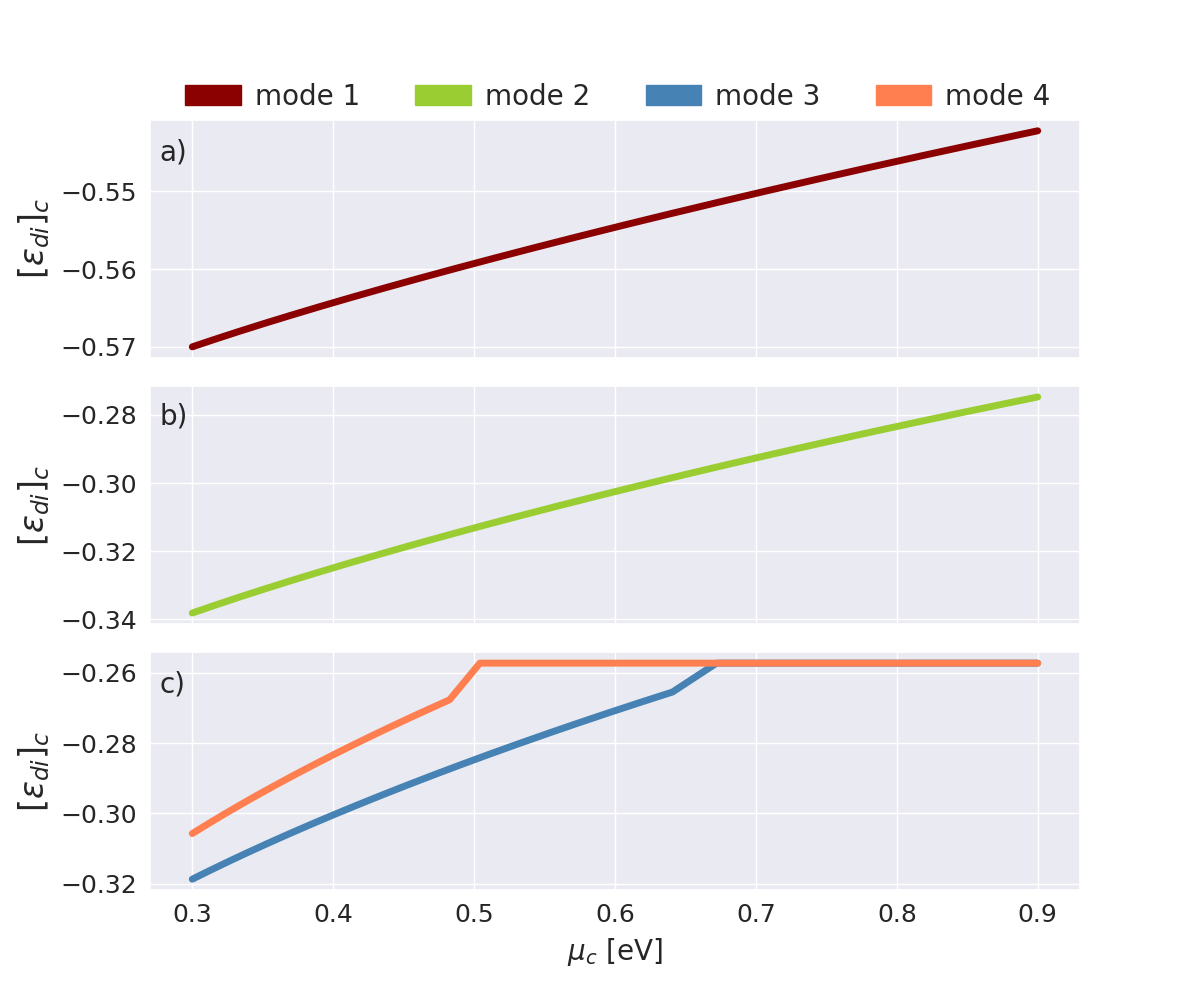 mode 1 mode 2 mode 3 mode 4
a)
[ε_di]_c
−0.55
−0.56
−0.57
b)
[ε_di]_c
−0.28
−0.30
−0.32
−0.34
c)
[ε_di]_c
−0.26
−0.28
−0.30
−0.32
0.3 0.4 0.5 0.6 0.7 0.8 0.9
μ_c [eV]